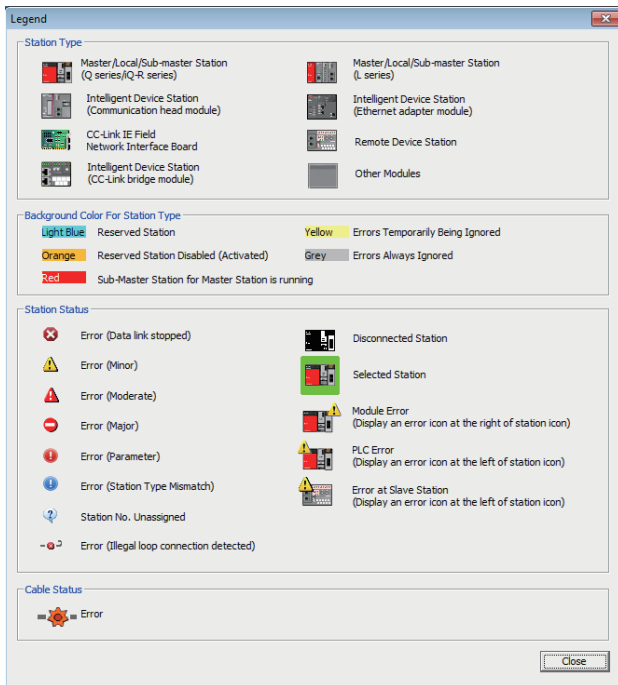 Legend
Station Type
Master/Local/Sub-master Station
(Q series/iQ-R series)
Master/Local/Sub-master Station
(L series)
Intelligent Device Station
(Communication head module)
Intelligent Device Station
(Ethernet adapter module)
CC-Link IE Field
Network Interface Board
Remote Device Station
Intelligent Device Station
(CC-Link bridge module)
Other Modules
Background Color For Station Type
Light Blue Reserved Station
Yellow Errors Temporarily Being Ignored
Orange Reserved Station Disabled (Activated)
Grey Errors Always Ignored
Red Sub-Master Station for Master Station is running
Station Status
Error (Data link stopped)
Error (Minor)
Error (Moderate)
Error (Major)
Error (Parameter)
Error (Station Type Mismatch)
Station No. Unassigned
Error (Illegal loop connection detected)
Disconnected Station
Selected Station
Module Error
(Display an error icon at the right of station icon)
PLC Error
(Display an error icon at the left of station icon)
Error at Slave Station
(Display an error icon at the left of station icon)
Cable Status
Error
Close